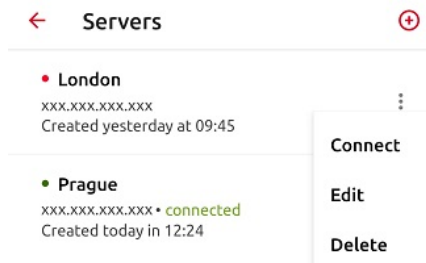 Servers
London
xxx.xxx.xxx.xxx
Created yesterday at 09:45
Connect
Edit
Prague
xxx.xxx.xxx.xxx • connected
Created today in 12:24
Delete